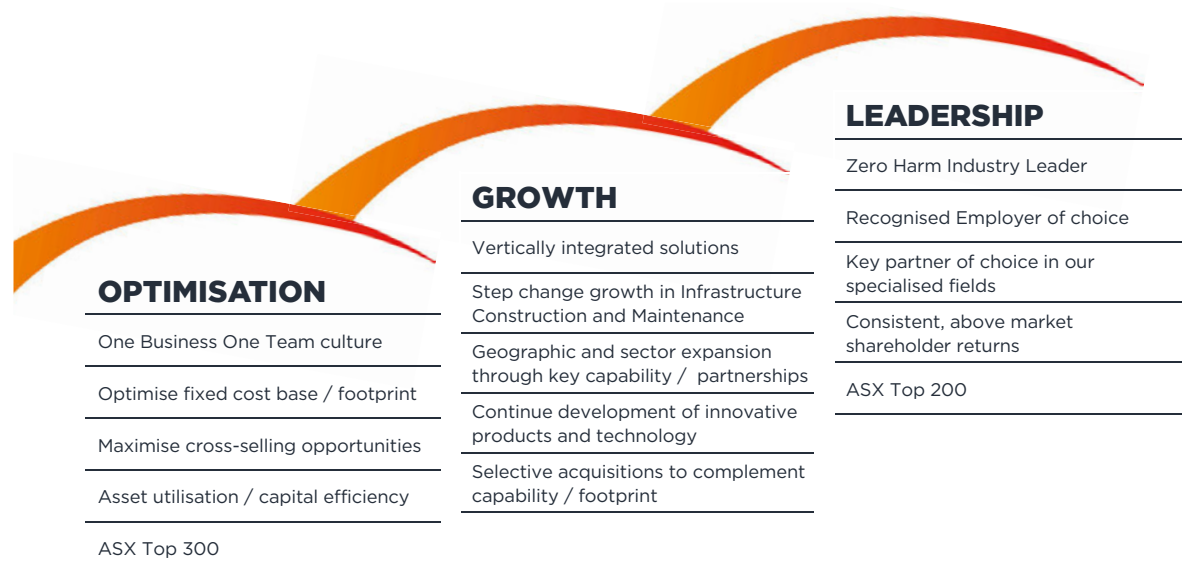 OPTIMISATION
One Business One Team culture
Optimise fixed cost base / footprint
Maximise cross-selling opportunities
Asset utilisation / capital efficiency
ASX Top 300
GROWTH
Vertically integrated solutions
Step change growth in Infrastructure
Construction and Maintenance
Geographic and sector expansion
through key capability / partnerships
Continue development of innovative
products and technology
Selective acquisitions to complement
capability / footprint
LEADERSHIP
Zero Harm Industry Leader
Recognised Employer of choice
Key partner of choice in our
specialised fields
Consistent, above market
shareholder returns
ASX Top 200